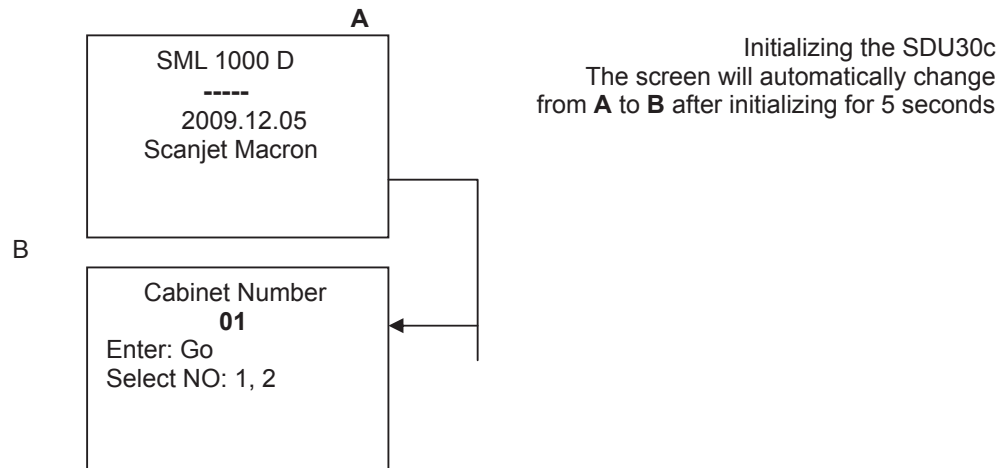 A
SML 1000 D
-----
2009.12.05
Scanjet Macron
Initializing the SDU30c
The screen will automatically change
from A to B after initializing for 5 seconds
B
Cabinet Number
01
Enter: Go
Select NO: 1, 2